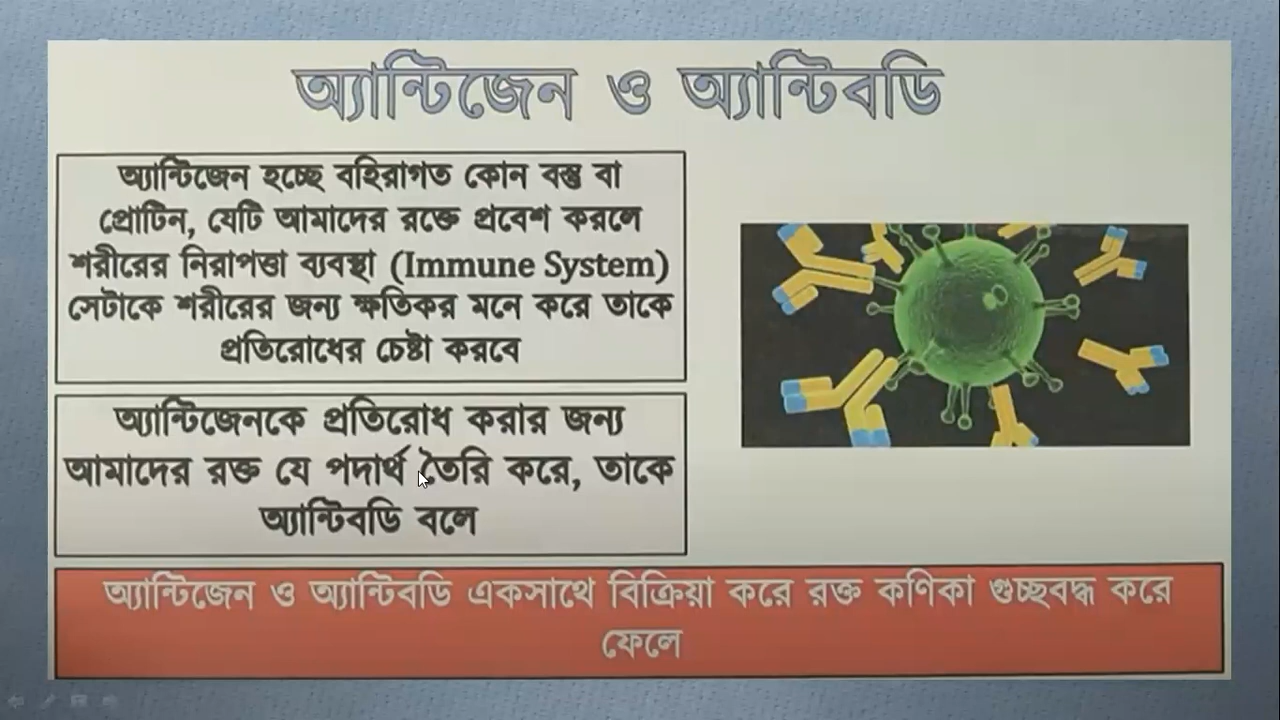 অ্যান্টিজেন ও অ্যান্টিবডি
অ্যান্টিজেন হচ্ছে বহিরাগত কোন বস্তু বা
প্রোটিন, যেটি আমাদের রক্তে প্রবেশ করলে
শরীরের নিরাপত্তা ব্যবস্থা (Immune System)
সেটাকে শরীরের জন্য ক্ষতিকর মনে করে তাকে
প্রতিরোধের চেষ্টা করবে
অ্যান্টিজেনকে প্রতিরোধ করার জন্য
আমাদের রক্ত যে পদার্থ তৈরি করে, তাকে
অ্যান্টিবডি বলে
অ্যান্টিজেন ও অ্যান্টিবডি একসাথে বিক্রিয়া করে রক্ত কণিকা গুচ্ছবদ্ধ করে
ফেলে